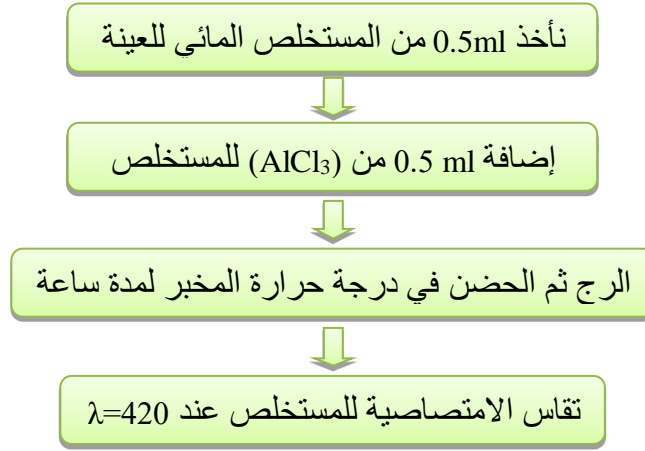 نأخذ 0.5ml من المستخلص المائي للعينة
إضافة 0.5 ml من (AlCl₃) للمستخلص
الرج ثم الحضن في درجة حرارة المخبر لمدة ساعة
تقاس الامتصاصية للمستخلص عند λ=420